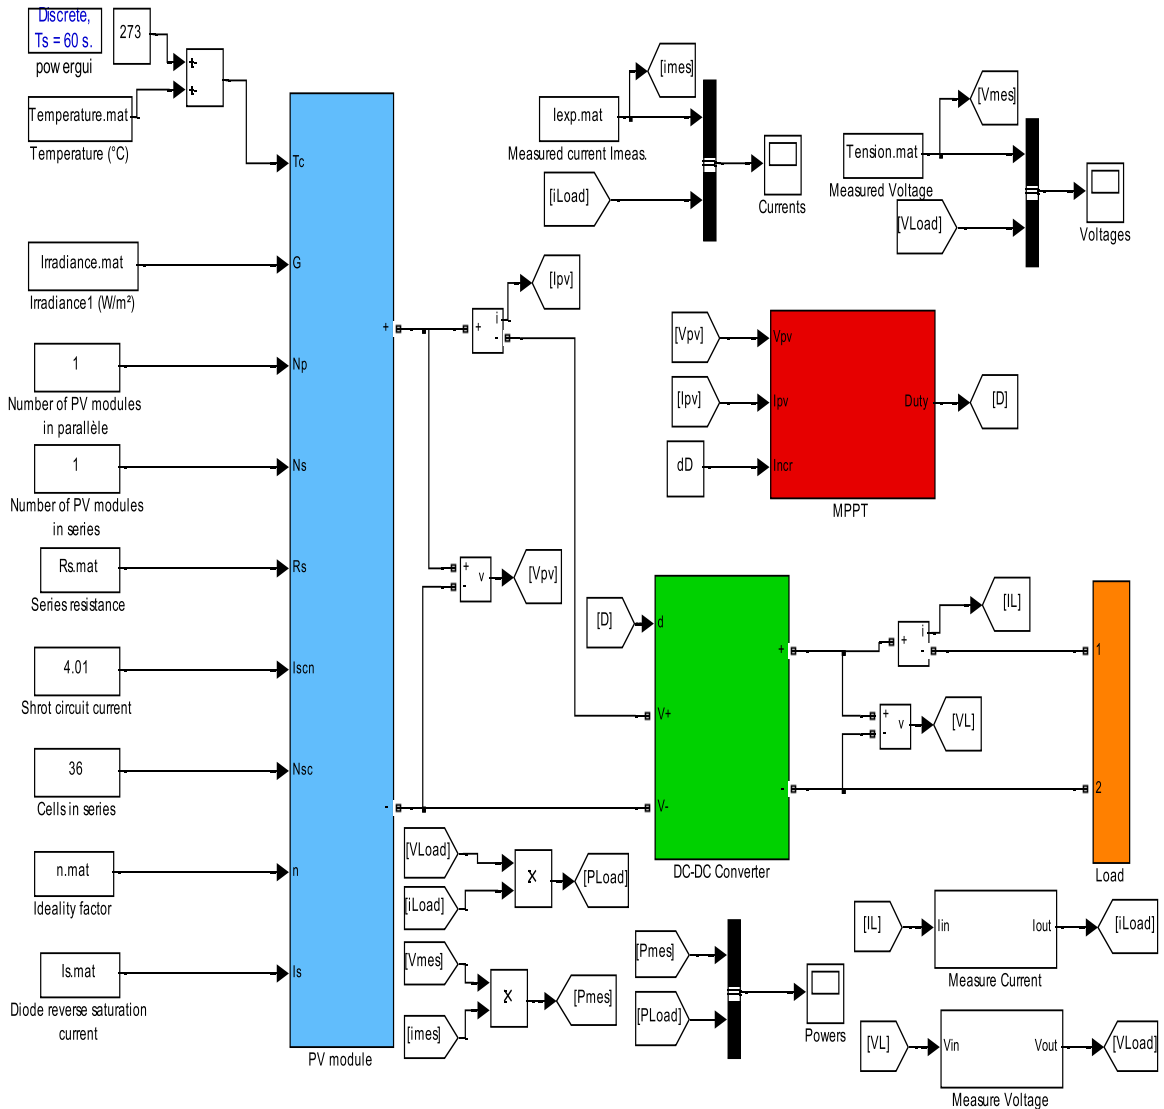 Discrete,
Ts = 60 s.
powergui
273
+
+
Temperature.mat
Temperature (°C)
Tc
Irradiance.mat
Irradiance1 (W/m²)
G
1
Number of PV modules
in parallèle
Np
1
Number of PV modules
in series
Ns
Rs.mat
Series resistance
Rs
4.01
Shrot circuit current
Iscn
36
Cells in series
Nsc
n.mat
Ideality factor
n
Is.mat
Diode reverse saturation
current
Is
+
-
PV module
[imes]
Iexp.mat
Measured current Imeas.
[iLoad]
Currents
[Vmes]
Tension.mat
Measured Voltage
[VLoad]
Voltages
[Ipv]
+
i
-
[Vpv]
Vpv
[Ipv]
Ipv
dD
Incr
Duty
[D]
MPPT
+
-
v
[Vpv]
[D]
d
V+
V-
+
-
DC-DC Converter
[IL]
+
i
-
+
-
v
[VL]
1
2
Load
[VLoad]
[iLoad]
X
[PLoad]
[Vmes]
[imes]
X
[Pmes]
[Pmes]
[PLoad]
Powers
[IL]
Iin
Iout
[iLoad]
Measure Current
[VL]
Vin
Vout
[VLoad]
Measure Voltage